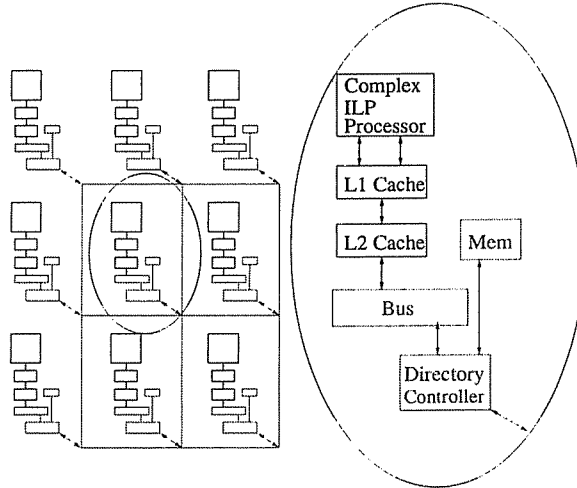 Complex
ILP
Processor
L1 Cache
L2 Cache
Mem
Bus
Directory
Controller